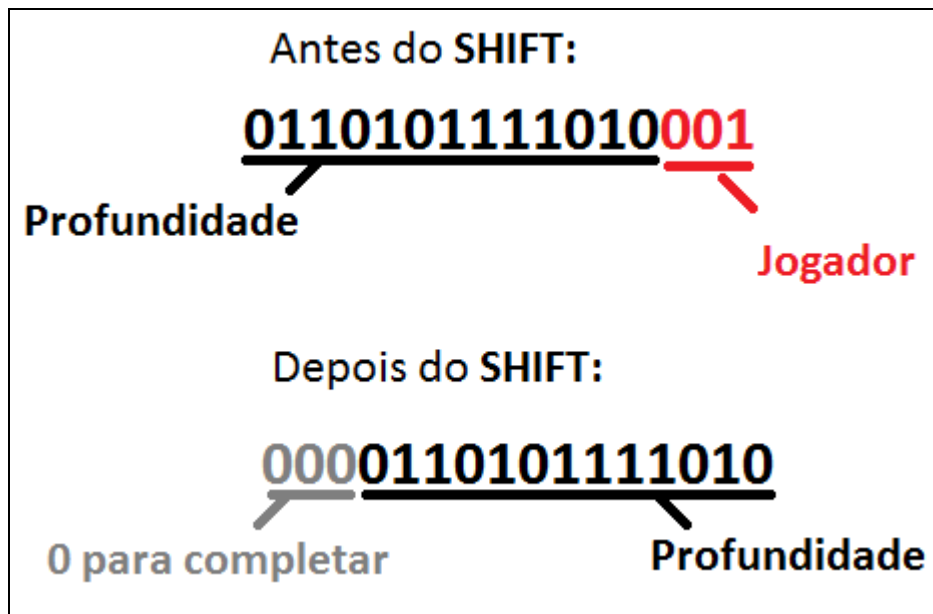 Antes do SHIFT:
0110101111010001
Profundidade
Jogador
Depois do SHIFT:
0000110101111010
0 para completar
Profundidade